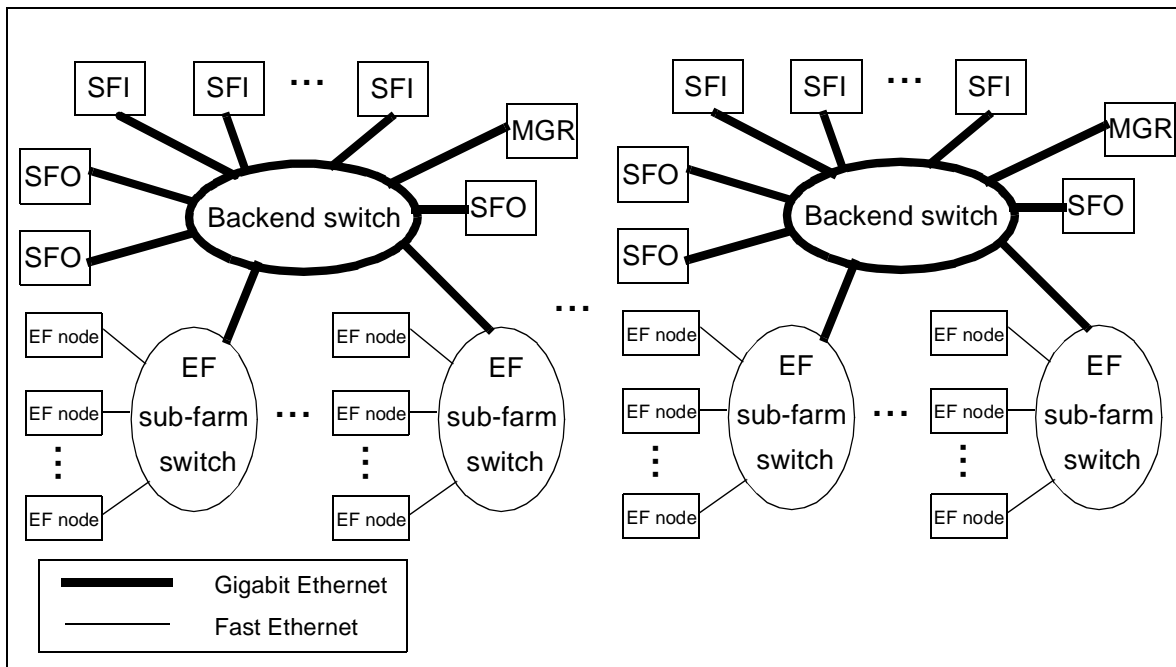 SFI
SFI
...
SFI
MGR
SFO
SFO
SFO
Backend switch
EF node
EF node
...
EF node
EF
sub-farm
switch
...
EF node
EF node
...
EF node
EF
sub-farm
switch
...
SFI
SFI
...
SFI
MGR
SFO
SFO
SFO
Backend switch
EF node
EF node
...
EF node
EF
sub-farm
switch
...
EF node
EF node
...
EF node
EF
sub-farm
switch
Gigabit Ethernet
Fast Ethernet